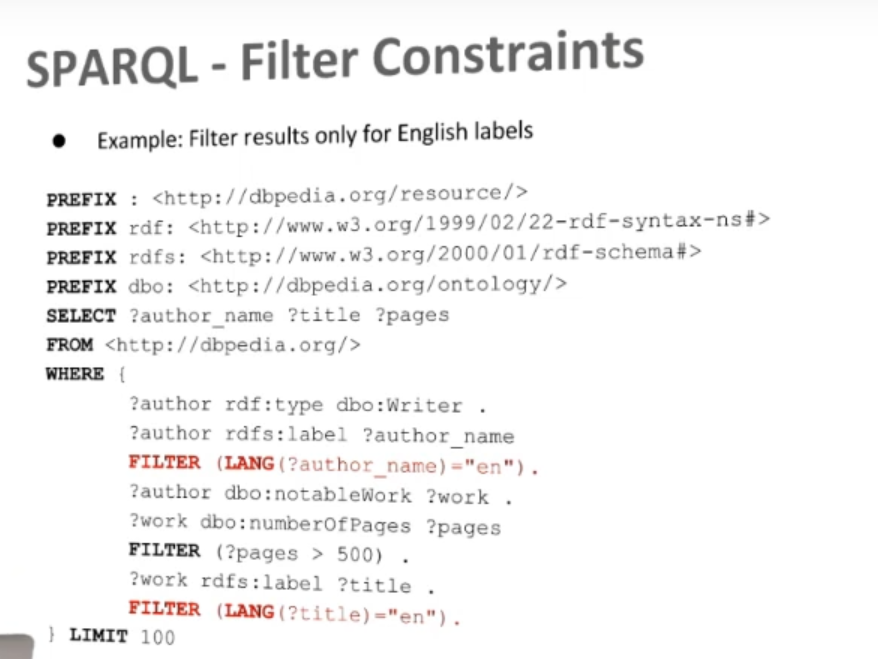 SPARQL - Filter Constraints
● Example: Filter results only for English labels
PREFIX : <http://dbpedia.org/resource/>
PREFIX rdf: <http://www.w3.org/1999/02/22-rdf-syntax-ns#>
PREFIX rdfs: <http://www.w3.org/2000/01/rdf-schema#>
PREFIX dbo: <http://dbpedia.org/ontology/>
SELECT ?author_name ?title ?pages
FROM <http://dbpedia.org/>
WHERE {
?author rdf:type dbo:Writer .
?author rdfs:label ?author_name
FILTER (LANG(?author_name)="en").
?author dbo:notableWork ?work .
?work dbo:numberOfPages ?pages
FILTER (?pages > 500) .
?work rdfs:label ?title .
FILTER (LANG(?title)="en").
} LIMIT 100